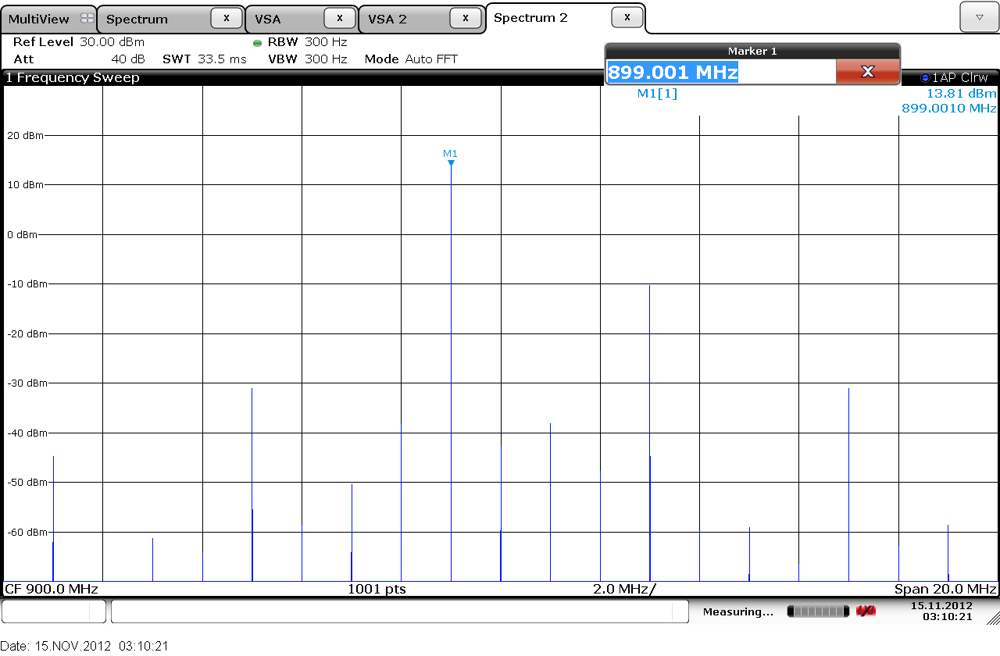 MultiView Spectrum x VSA x VSA 2 x Spectrum 2 x
Ref Level 30.00 dBm RBW 300 Hz
Att 40 dB SWT 33.5 ms VBW 300 Hz Mode Auto FFT
Marker 1
899.001 MHz X
1 Frequency Sweep 1AP Clrw
M1[1] 13.81 dBm
899.0010 MHz
20 dBm
M1
10 dBm
0 dBm
-10 dBm
-20 dBm
-30 dBm
-40 dBm
-50 dBm
-60 dBm
CF 900.0 MHz 1001 pts 2.0 MHz/ Span 20.0 MHz
Measuring... 15.11.2012
03:10:21
Date: 15.NOV.2012 03:10:21